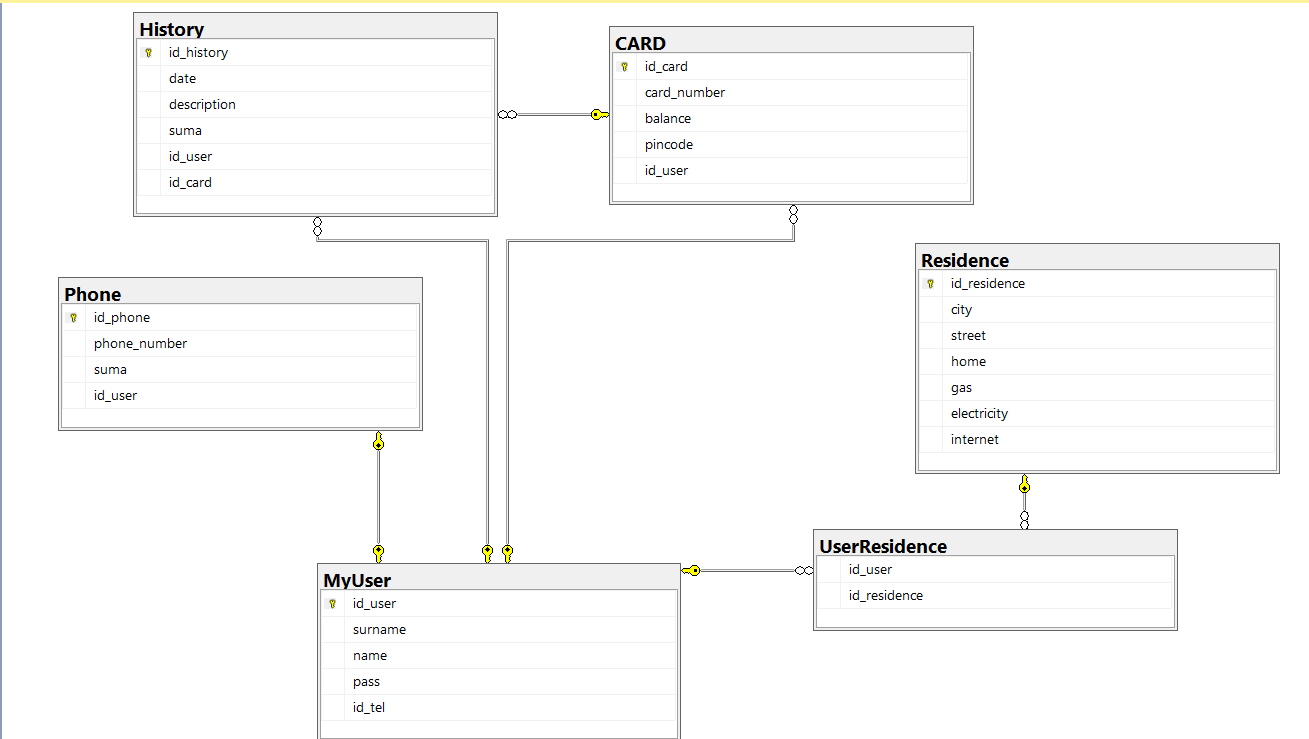 History
id_history
date
description
suma
id_user
id_card
CARD
id_card
card_number
balance
pincode
id_user
Phone
id_phone
phone_number
suma
id_user
Residence
id_residence
city
street
home
gas
electricity
internet
MyUser
id_user
surname
name
pass
id_tel
UserResidence
id_user
id_residence